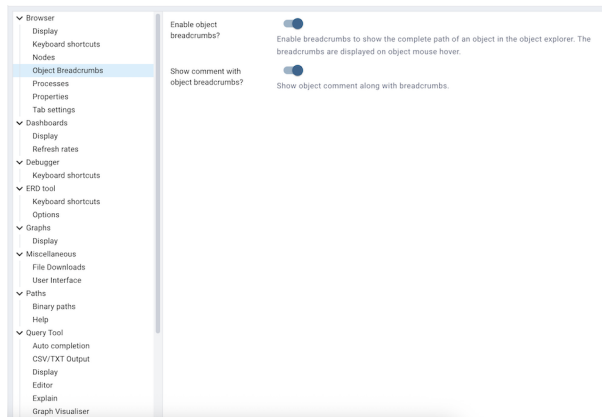 Browser
Display
Keyboard shortcuts
Nodes
Object Breadcrumbs
Processes
Properties
Tab settings
Dashboards
Display
Refresh rates
Debugger
Keyboard shortcuts
ERD tool
Keyboard shortcuts
Options
Graphs
Display
Miscellaneous
File Downloads
User Interface
Paths
Binary paths
Help
Query Tool
Auto completion
CSV/TXT Output
Display
Editor
Explain
Graph Visualiser
Enable object
breadcrumbs?
Enable breadcrumbs to show the complete path of an object in the object explorer. The
breadcrumbs are displayed on object mouse hover.
Show comment with
object breadcrumbs?
Show object comment along with breadcrumbs.